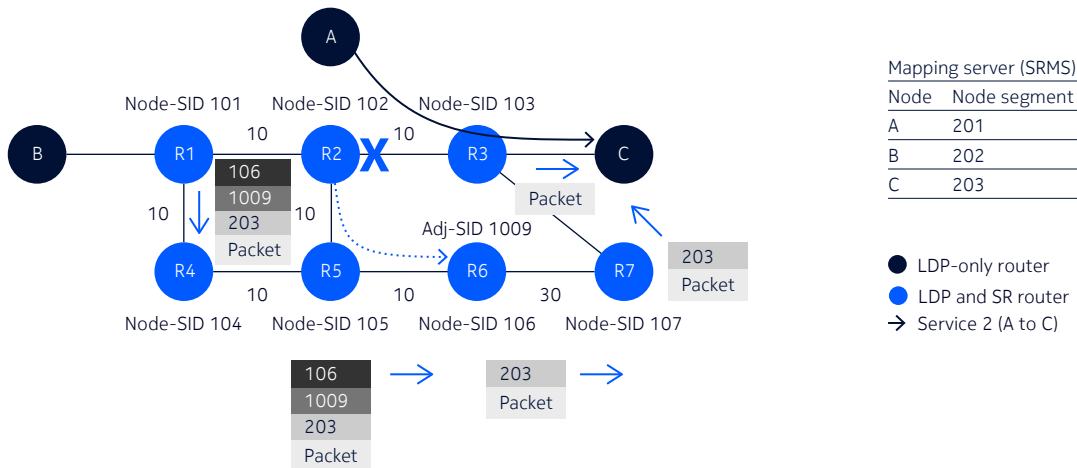 A
Mapping server (SRMS)
Node Node segment
A 201
B 202
C 203
Node-SID 101 Node-SID 102 Node-SID 103
10 10
B R1 R2 X R3 C
106
1009
203
Packet
Packet
10 10
Adj-SID 1009
R4 R5 R6 R7
203
Packet
10 10 30
Node-SID 104 Node-SID 105 Node-SID 106 Node-SID 107
LDP-only router
LDP and SR router
Service 2 (A to C)
106
1009
203
Packet
203
Packet